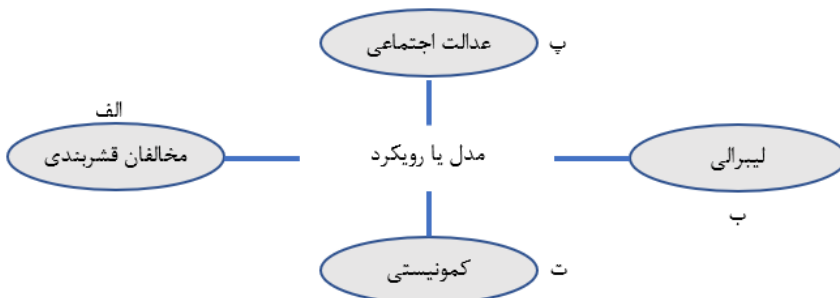 عدالت اجتماعی
پ
الف
مخالفان قشربندی
مدل یا رویکرد
لیبرالی
ب
کمونیستی
ت